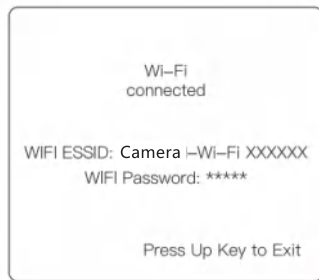 Wi-Fi
connected
WIFI ESSID: Camera -Wi-Fi XXXXXX
WIFI Password: *****
Press Up Key to Exit